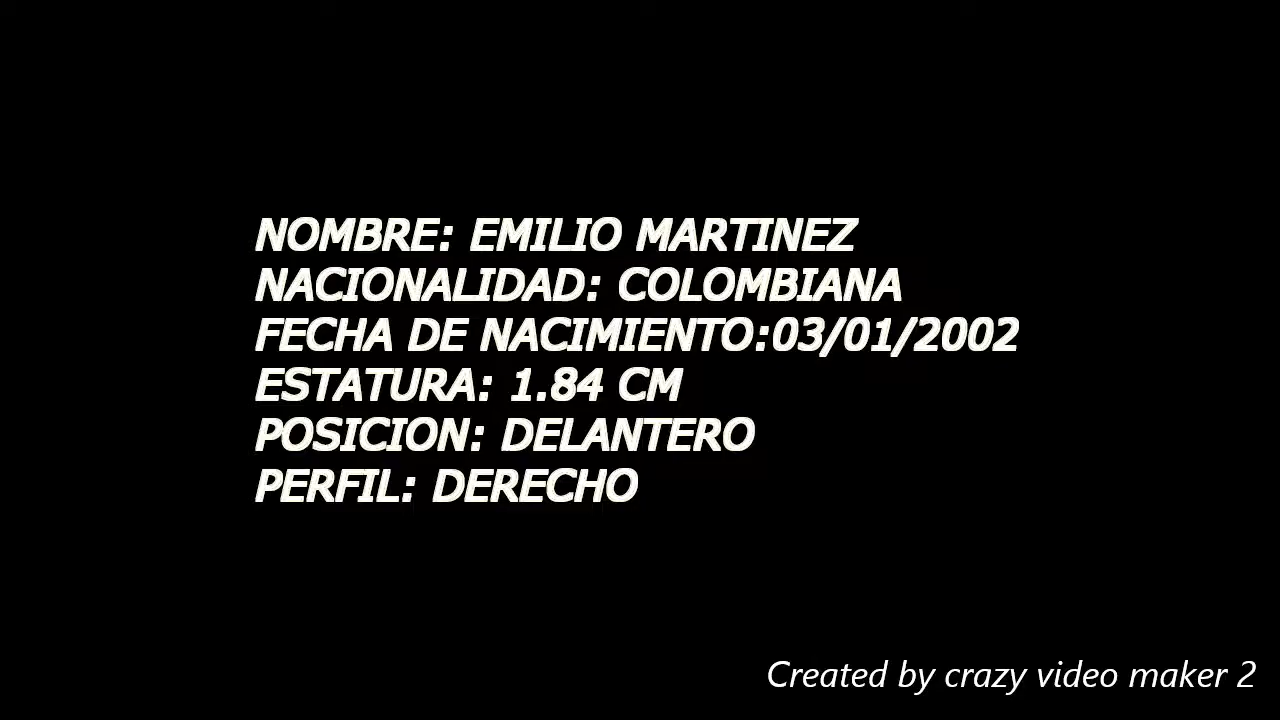 NOMBRE: EMILIO MARTINEZ
NACIONALIDAD: COLOMBIANA
FECHA DE NACIMIENTO:03/01/2002
ESTATURA: 1.84 CM
POSICION: DELANTERO
PERFIL: DERECHO
Created by crazy video maker 2